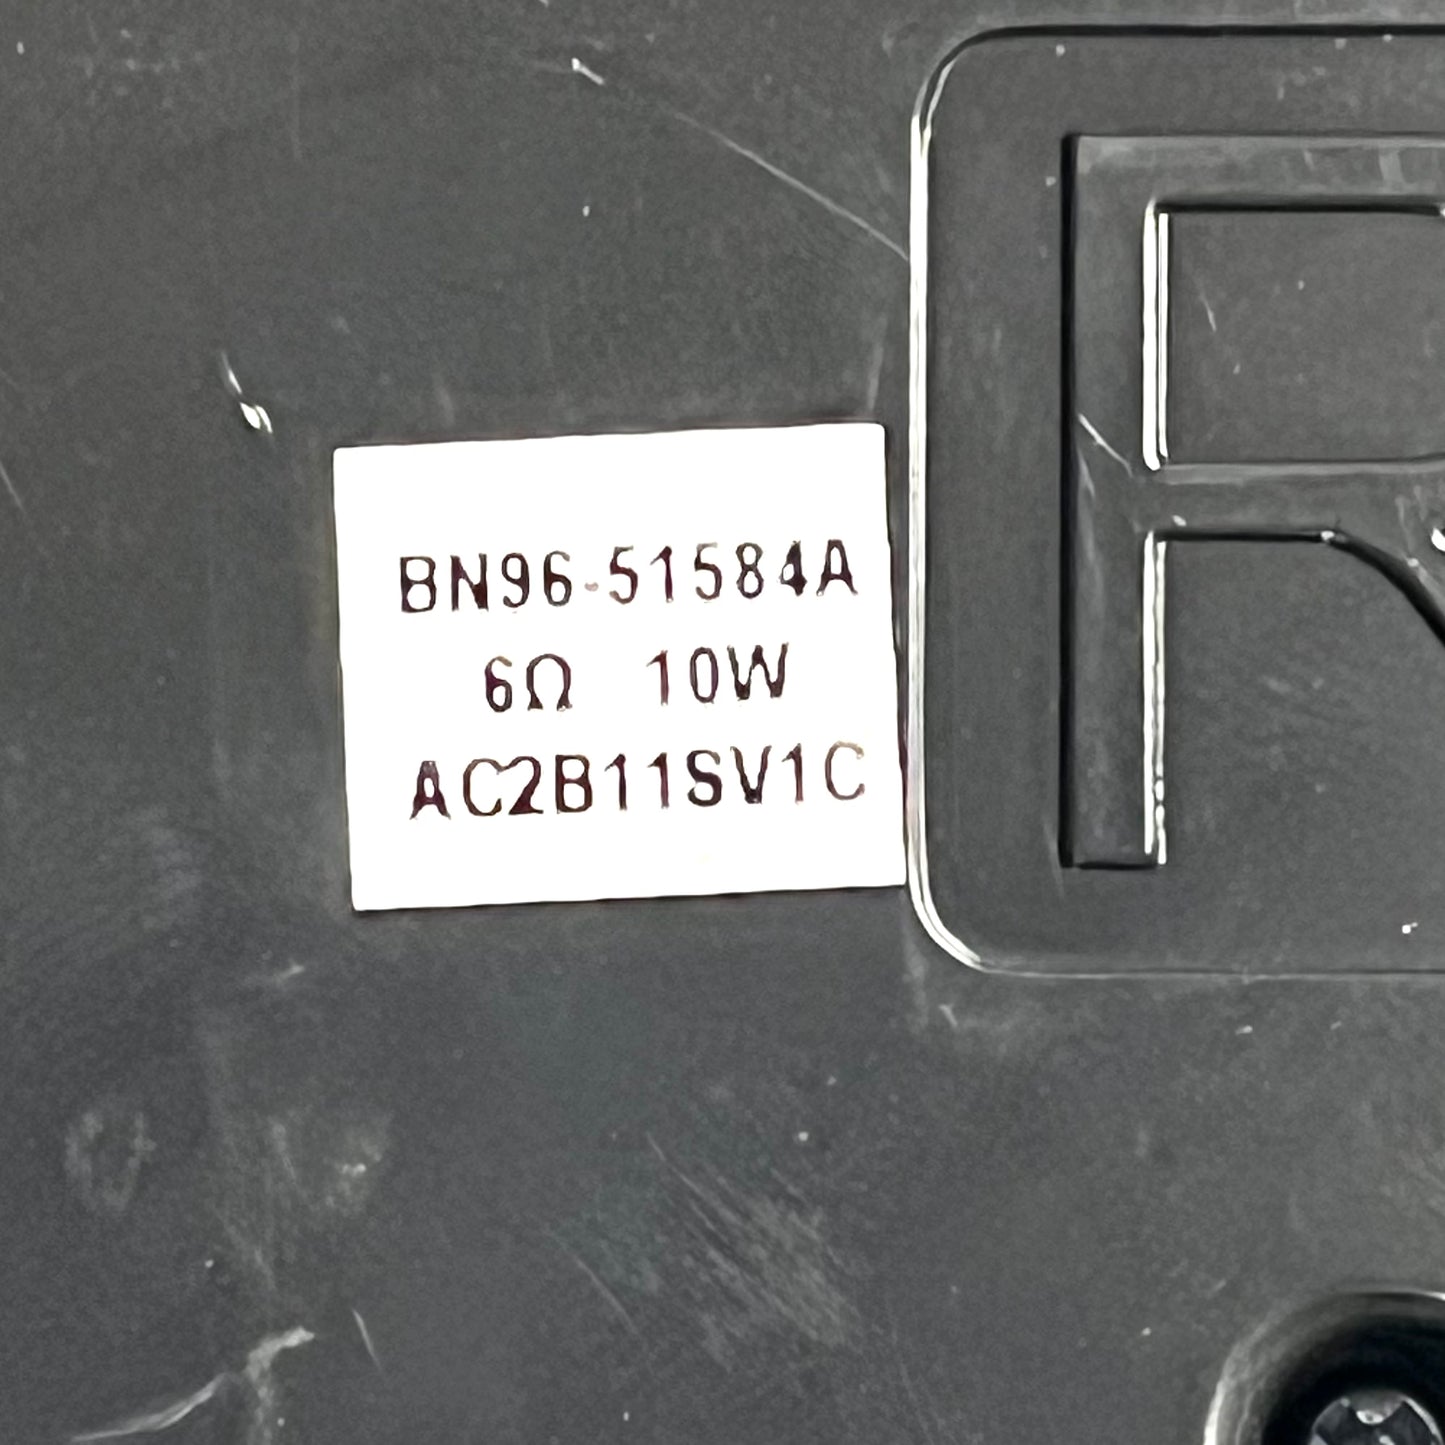 BN96-51584A
6Ω 10W
AC2B11SV1C
R